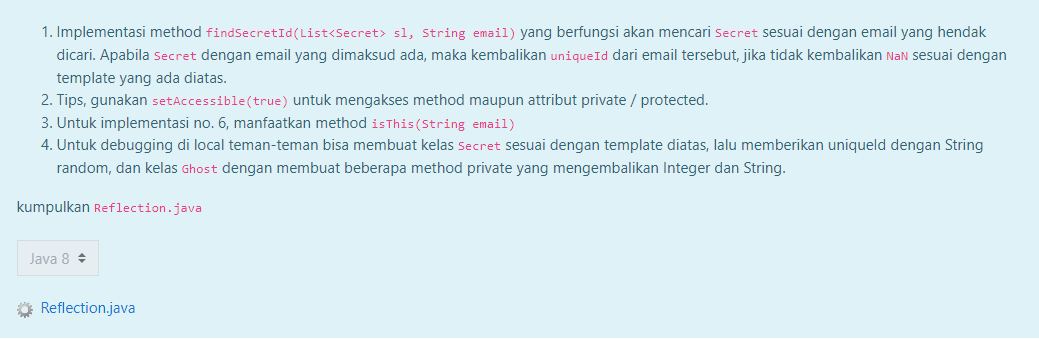 1. Implementasi method findSecretId(List<Secret> sl, String email) yang berfungsi akan mencari Secret sesuai dengan email yang hendak
dicari. Apabila Secret dengan email yang dimaksud ada, maka kembalikan uniqueId dari email tersebut, jika tidak kembalikan NaN sesuai dengan
template yang ada diatas.
2. Tips, gunakan setAccessible(true) untuk mengakses method maupun attribut private / protected.
3. Untuk implementasi no. 6, manfaatkan method isThis(String email)
4. Untuk debugging di local teman-teman bisa membuat kelas Secret sesuai dengan template diatas, lalu memberikan uniqueId dengan String
random, dan kelas Ghost dengan membuat beberapa method private yang mengembalikan Integer dan String.
kumpulkan Reflection.java
Java 8
Reflection.java